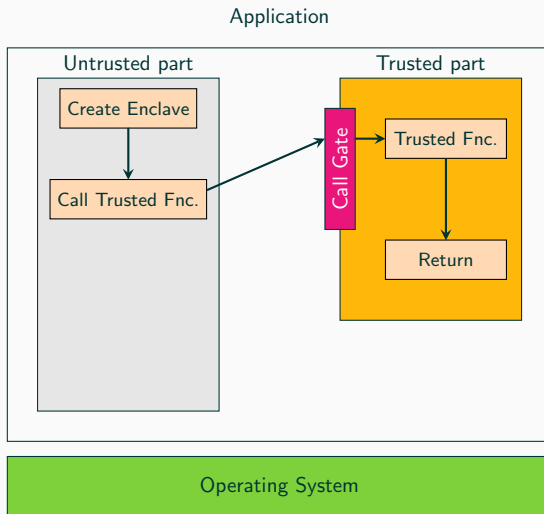 Application
Untrusted part
Trusted part
Create Enclave
Call Trusted Fnc.
Call Gate
Trusted Fnc.
Return
Operating System